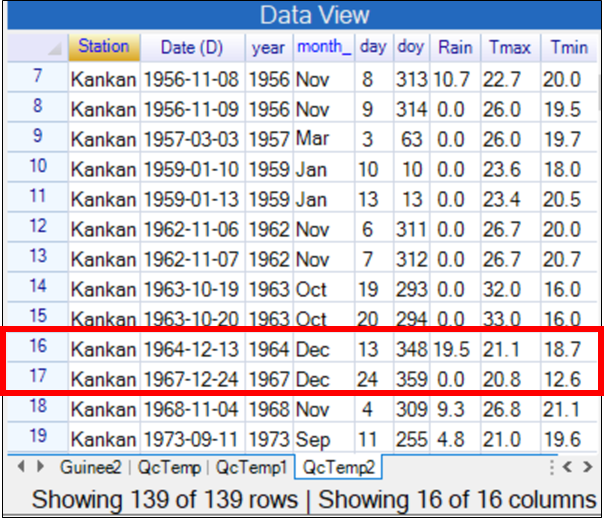 Data View
Station Date (D) year month_ day doy Rain Tmax Tmin
7 Kankan 1956-11-08 1956 Nov 8 313 10.7 22.7 20.0
8 Kankan 1956-11-09 1956 Nov 9 314 0.0 26.0 19.5
9 Kankan 1957-03-03 1957 Mar 3 63 0.0 26.0 19.7
10 Kankan 1959-01-10 1959 Jan 10 10 0.0 23.6 18.0
11 Kankan 1959-01-13 1959 Jan 13 13 0.0 23.4 20.5
12 Kankan 1962-11-06 1962 Nov 6 311 0.0 26.7 20.0
13 Kankan 1962-11-07 1962 Nov 7 312 0.0 26.7 20.7
14 Kankan 1963-10-19 1963 Oct 19 293 0.0 32.0 16.0
15 Kankan 1963-10-20 1963 Oct 20 294 0.0 33.0 16.0
16 Kankan 1964-12-13 1964 Dec 13 348 19.5 21.1 18.7
17 Kankan 1967-12-24 1967 Dec 24 359 0.0 20.8 12.6
18 Kankan 1968-11-04 1968 Nov 4 309 9.3 26.8 21.1
19 Kankan 1973-09-11 1973 Sep 11 255 4.8 21.0 19.6
Guinee2 | QcTemp | QcTemp1 QcTemp2
Showing 139 of 139 rows | Showing 16 of 16 columns